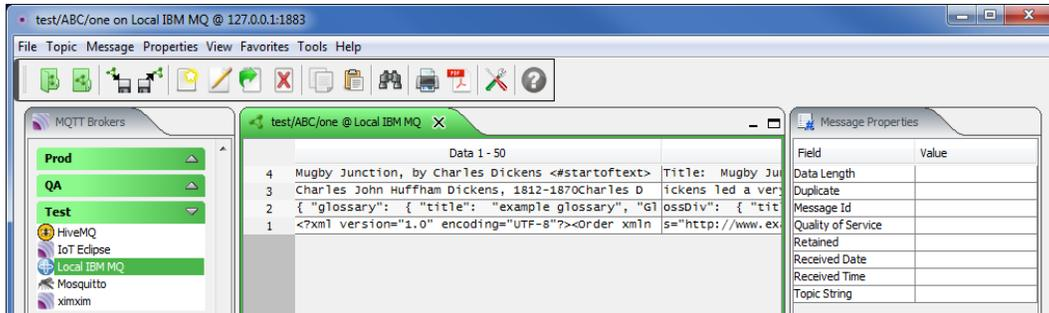 test/ABC/one on Local IBM MQ @ 127.0.0.1:1883
File Topic Message Properties View Favorites Tools Help
PDF
MQTT Brokers
test/ABC/one @ Local IBM MQ
Message Properties
Prod
QA
Test
HiveMQ
IoT Eclipse
Local IBM MQ
Mosquitto
ximxim
Data 1 - 50
4 Mugby Junction, by Charles Dickens <#startoftext> Title: Mugby Jun
3 Charles John Huffham Dickens, 1812-1870Charles D ickens led a very
2 { "glossary": { "title": "example glossary", "Gl ossDiv": { "titl
1 <?xml version="1.0" encoding="UTF-8"?><Order xmln s="http://www.exa
Field Value
Data Length
Duplicate
Message Id
Quality of Service
Retained
Received Date
Received Time
Topic String